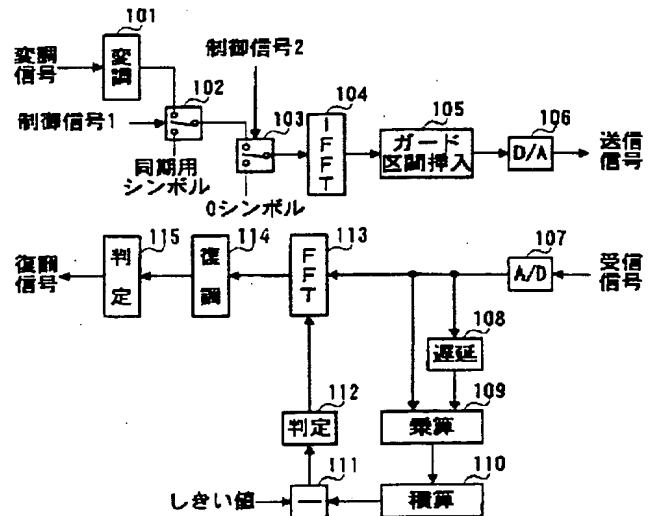 101
変調
信号
変調
制御信号2
102
103
104
105
106
制御信号1
IFFT
ガード
区間挿入
D/A
送信
信号
同期用
シンボル
0シンボル
115
114
113
107
復調
信号
判定
復調
FFT
A/D
受信
信号
108
遅延
112
109
判定
乗算
111
110
しきい値
—
積算